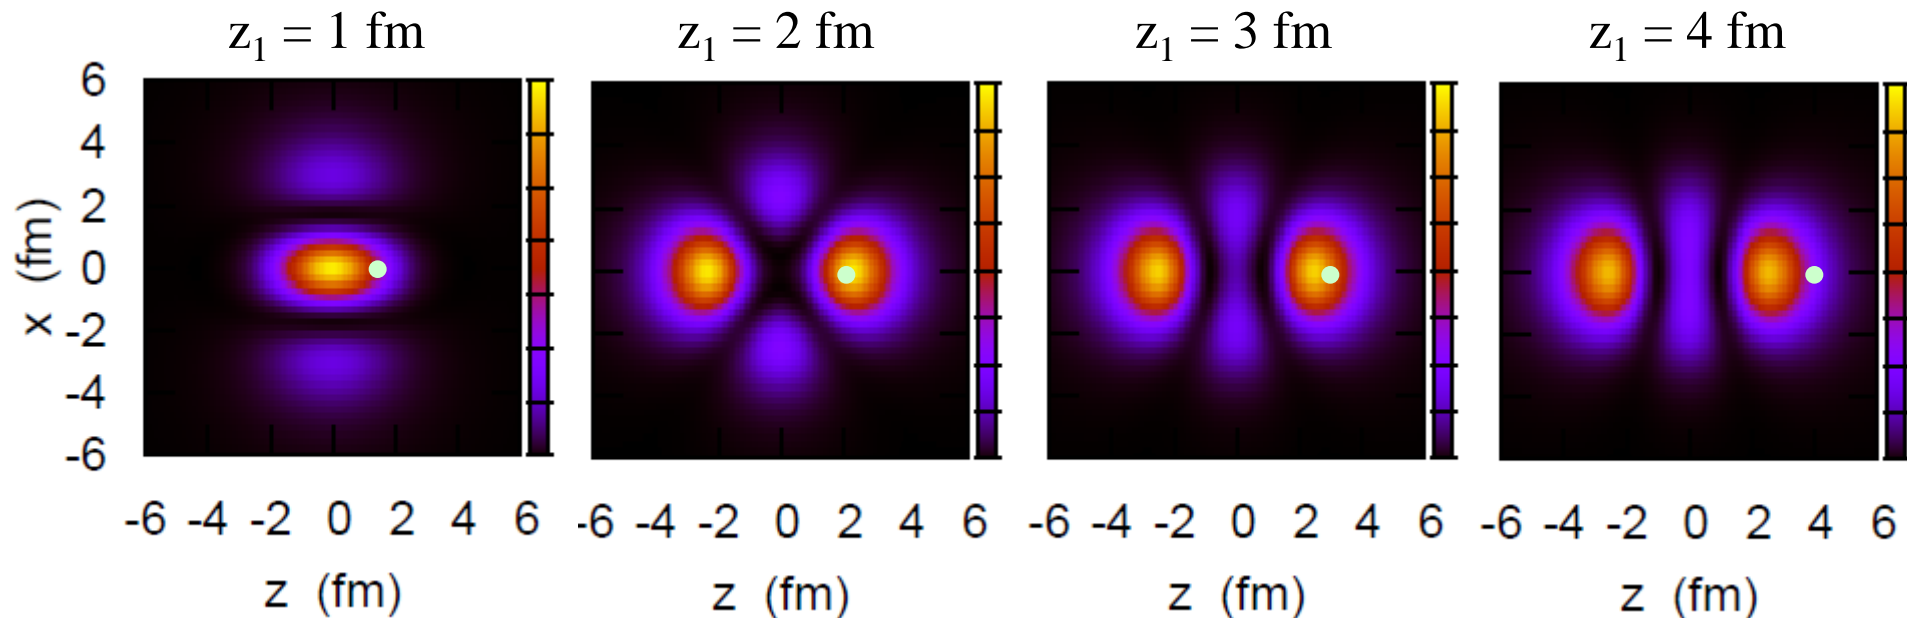 z₁ = 1 fm z₁ = 2 fm z₁ = 3 fm z₁ = 4 fm
6
4
2
0
-2
-4
-6
x (fm)
-6 -4 -2 0 2 4 6 -6 -4 -2 0 2 4 6 -6 -4 -2 0 2 4 6 -6 -4 -2 0 2 4 6
z (fm) z (fm) z (fm) z (fm)